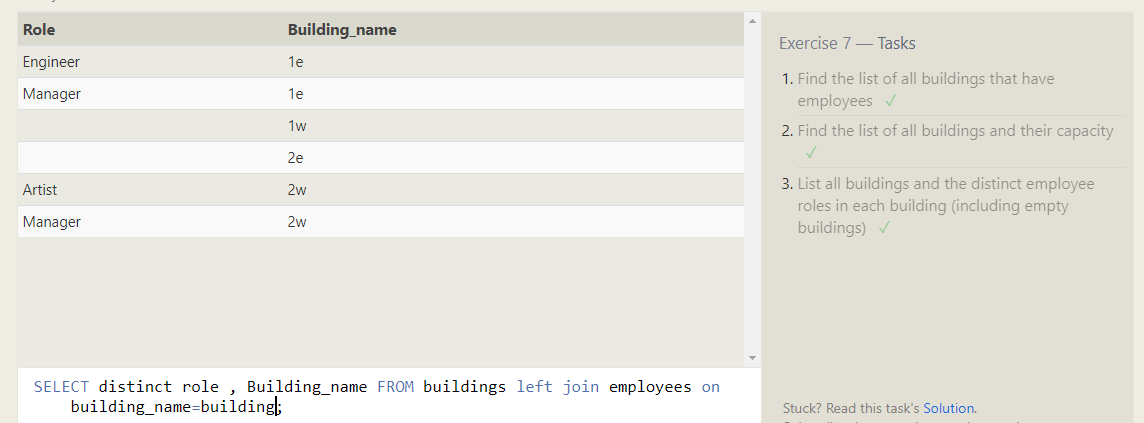 Role Building_name
Engineer 1e
Manager 1e
1w
2e
Artist 2w
Manager 2w
SELECT distinct role , Building_name FROM buildings left join employees on
building_name=building;
Exercise 7 — Tasks
1. Find the list of all buildings that have
employees ✓
2. Find the list of all buildings and their capacity
✓
3. List all buildings and the distinct employee
roles in each building (including empty
buildings) ✓
Stuck? Read this task's Solution.